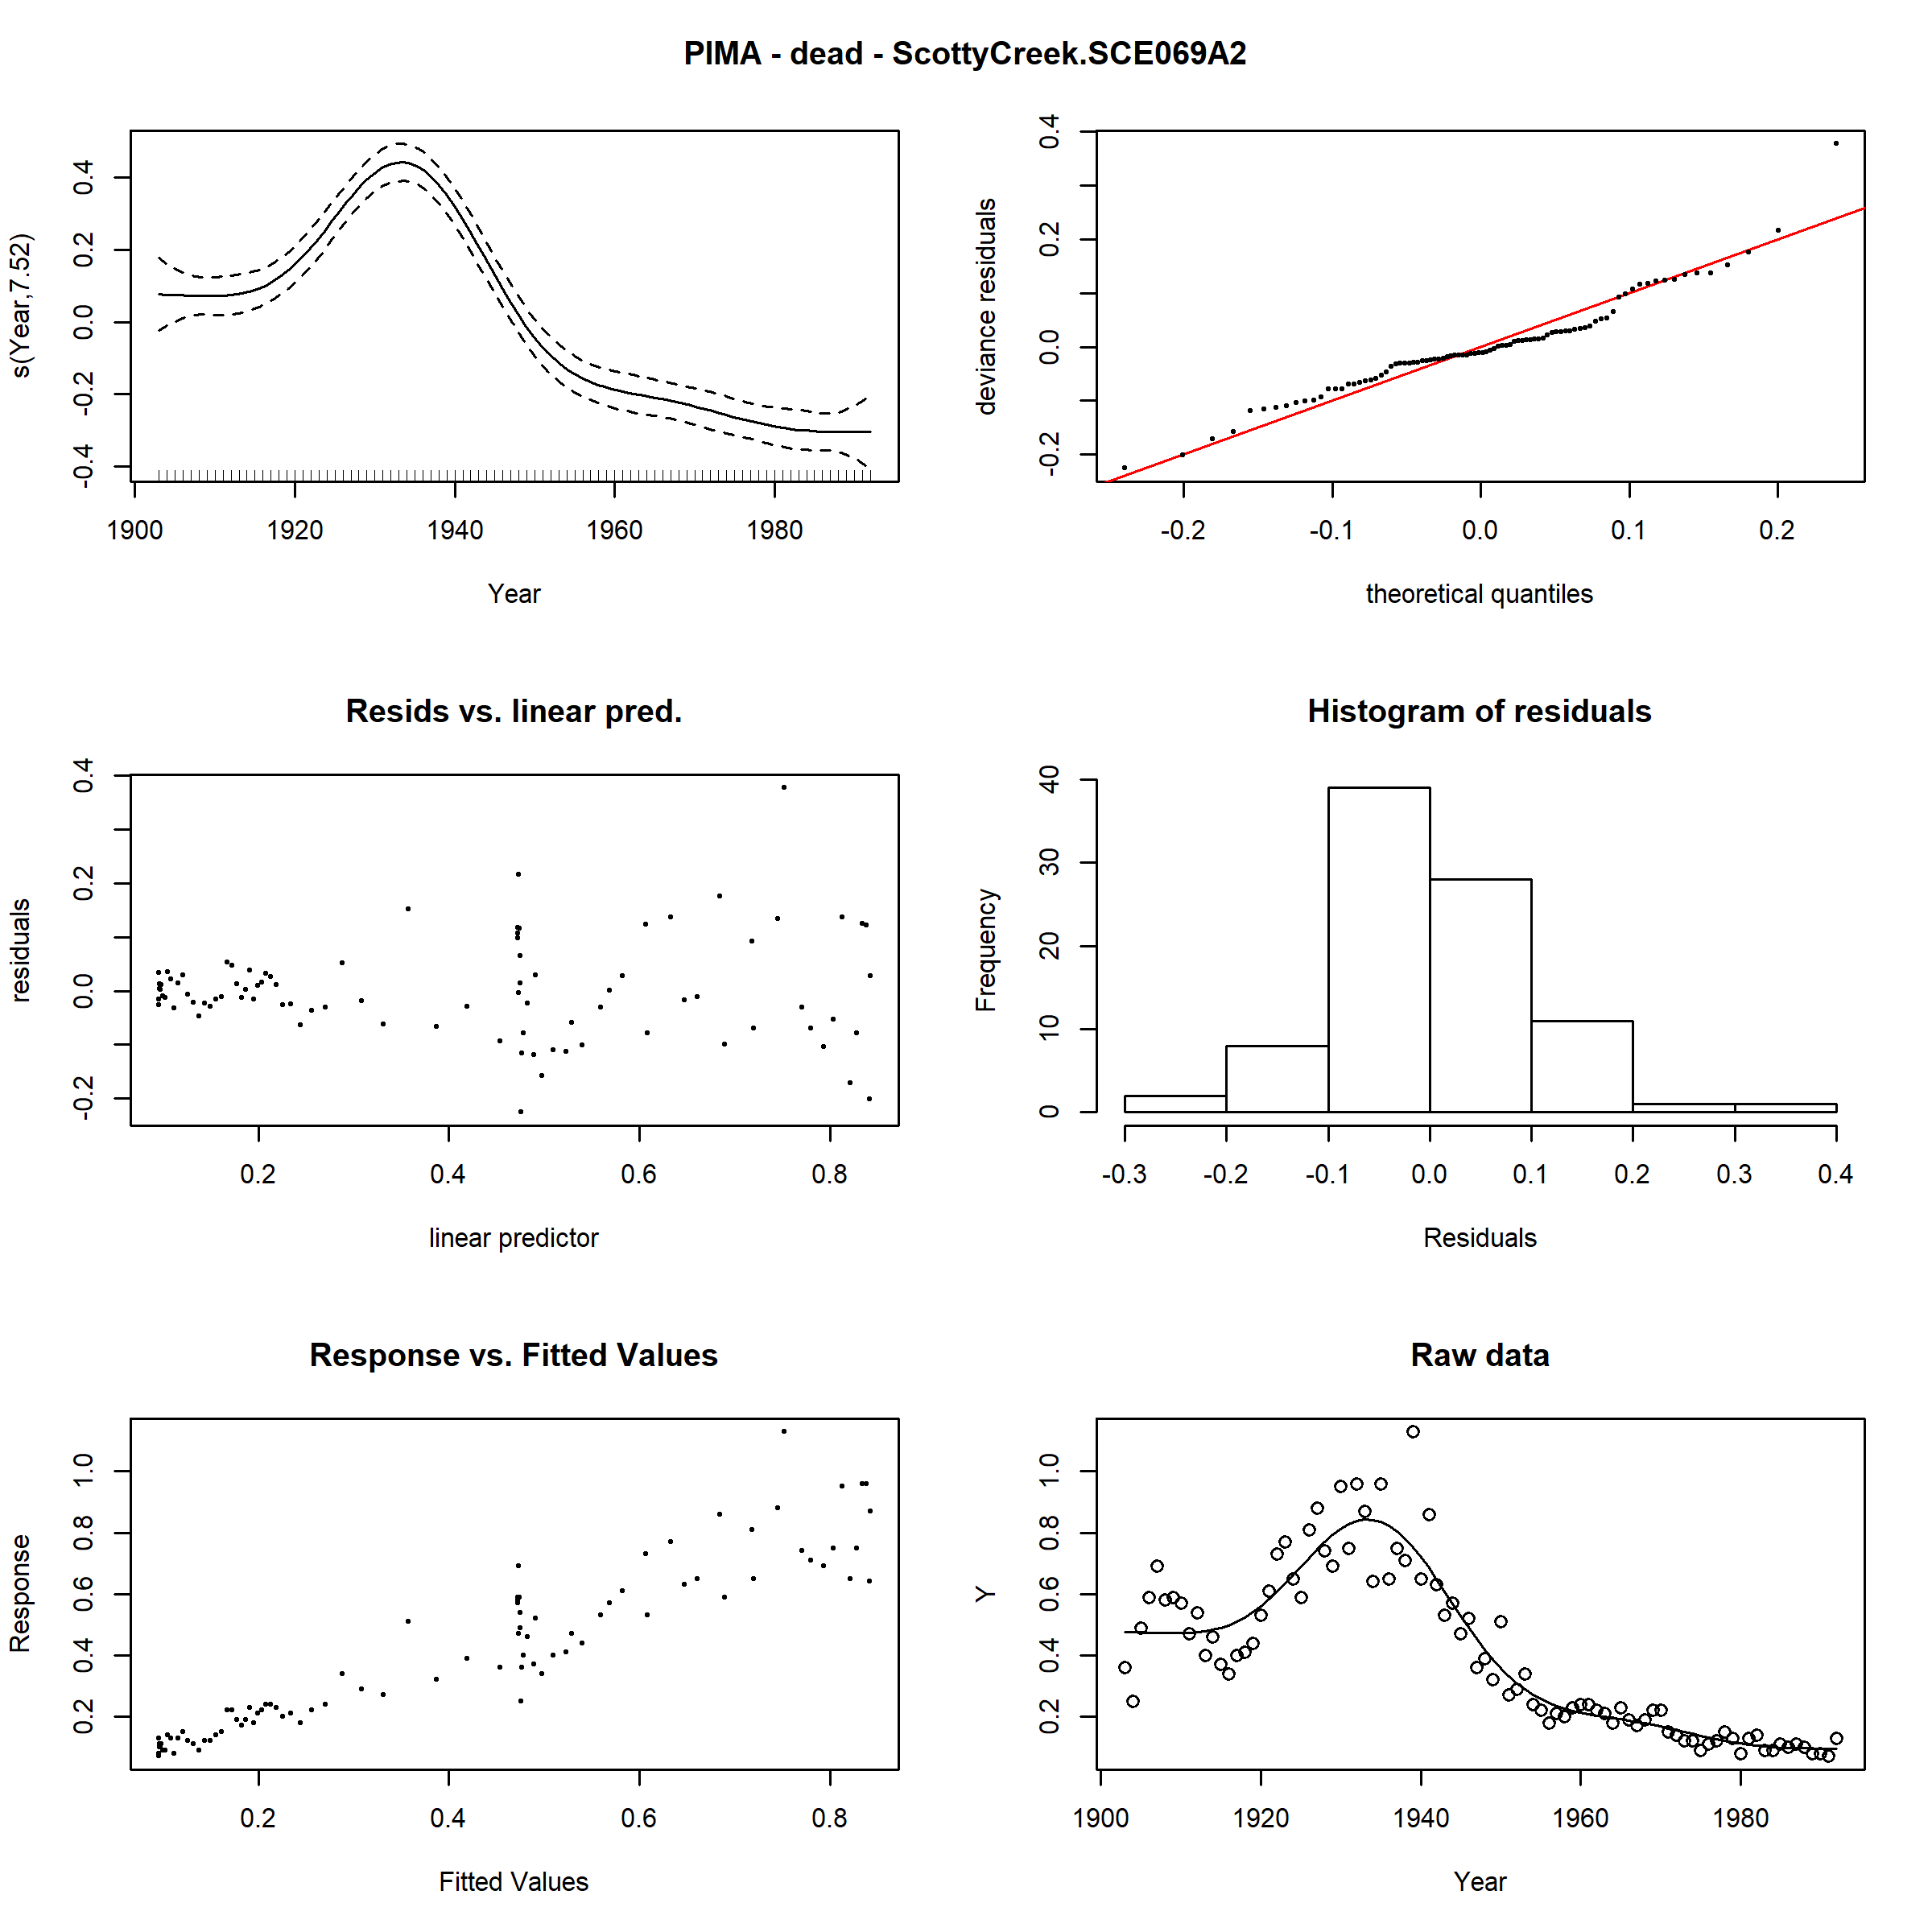 PIMA - dead - ScottyCreek.SCE069A2
s(Year,7.52)
0.4
0.2
0.0
-0.2
-0.4
1900 1920 1940 1960 1980
Year
deviance residuals
0.4
0.2
0.0
-0.2
-0.2 -0.1 0.0 0.1 0.2
theoretical quantiles
Resids vs. linear pred.
residuals
0.4
0.2
0.0
-0.2
0.2 0.4 0.6 0.8
linear predictor
Histogram of residuals
Frequency
40
30
20
10
0
-0.3 -0.2 -0.1 0.0 0.1 0.2 0.3 0.4
Residuals
Response vs. Fitted Values
Response
1.0
0.8
0.6
0.4
0.2
0.2 0.4 0.6 0.8
Fitted Values
Raw data
Y
1.0
0.8
0.6
0.4
0.2
1900 1920 1940 1960 1980
Year